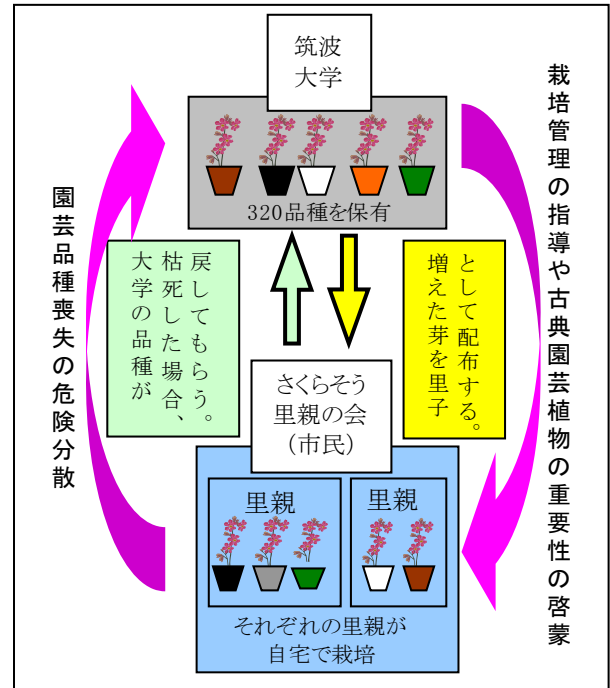 筑波
大学
320品種を保有
園芸品種喪失の危険分散
大学の品種が
枯死した場合、
戻してもらう。
増えた芽を里子
として配布する。
栽培管理の指導や古典園芸植物の重要性の啓蒙
さくらそう
里親の会
(市民)
里親
里親
それぞれの里親が
自宅で栽培